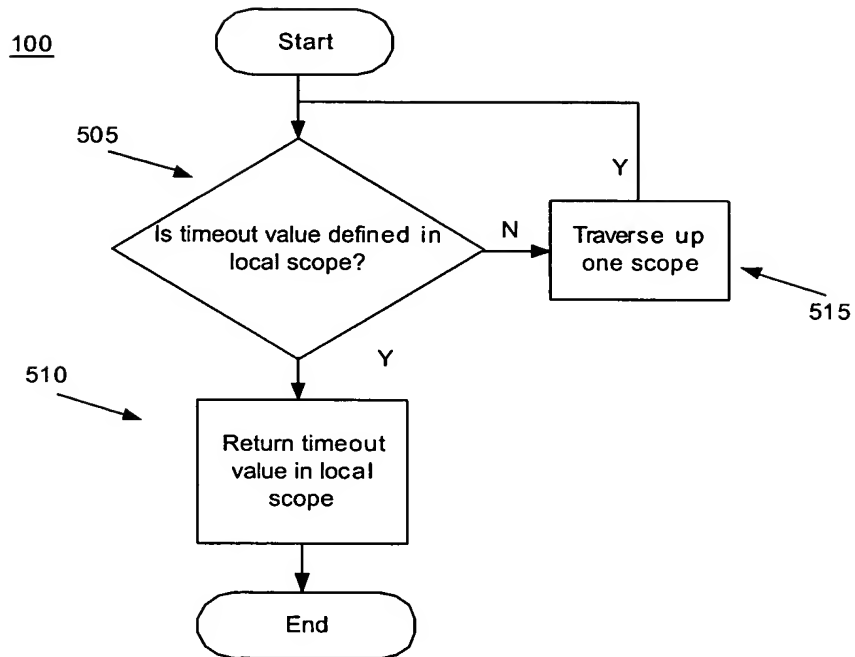 100
Start
505
Y
Is timeout value defined in
local scope?
N
Traverse up
one scope
515
Y
510
Return timeout
value in local
scope
End